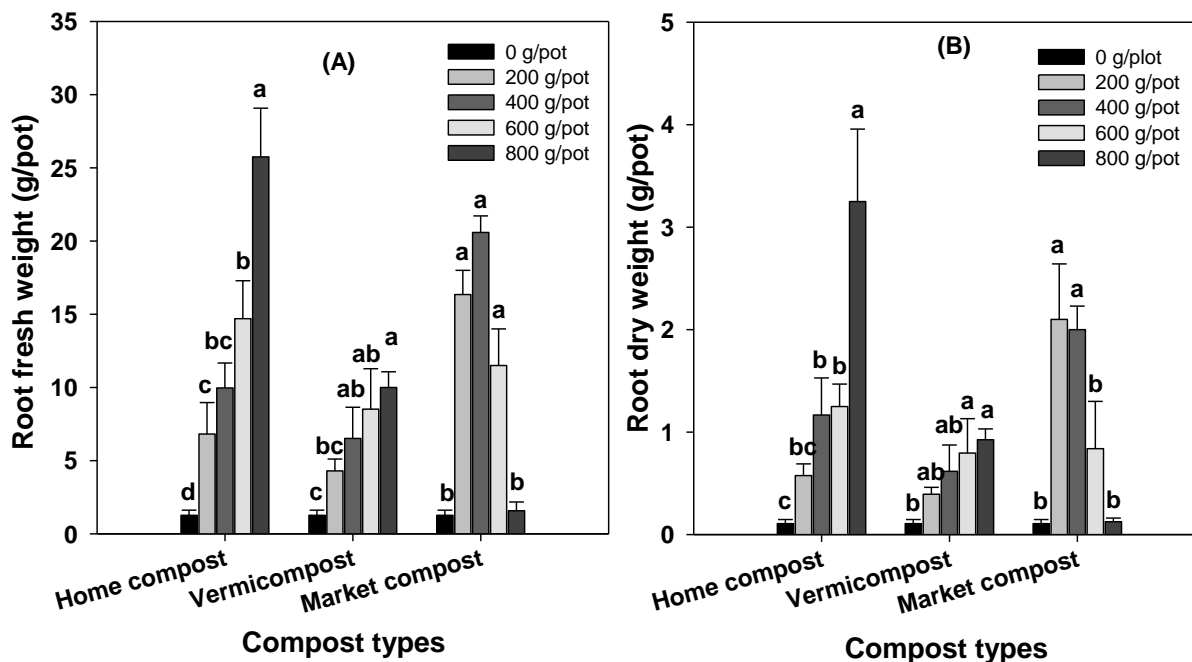 Root fresh weight (g/pot)
35
30
25
20
15
10
5
0
(A)
0 g/pot
200 g/pot
400 g/pot
600 g/pot
800 g/pot
d
c
bc
b
a
c
bc
ab
ab
a
b
a
a
a
b
Home compost
Vermicompost
Market compost
Compost types
Root dry weight (g/pot)
5
4
3
2
1
0
(B)
0 g/plot
200 g/pot
400 g/pot
600 g/pot
800 g/pot
c
bc
b
b
a
b
ab
ab
a
a
b
a
a
b
b
Home compost
Vermicompost
Market compost
Compost types